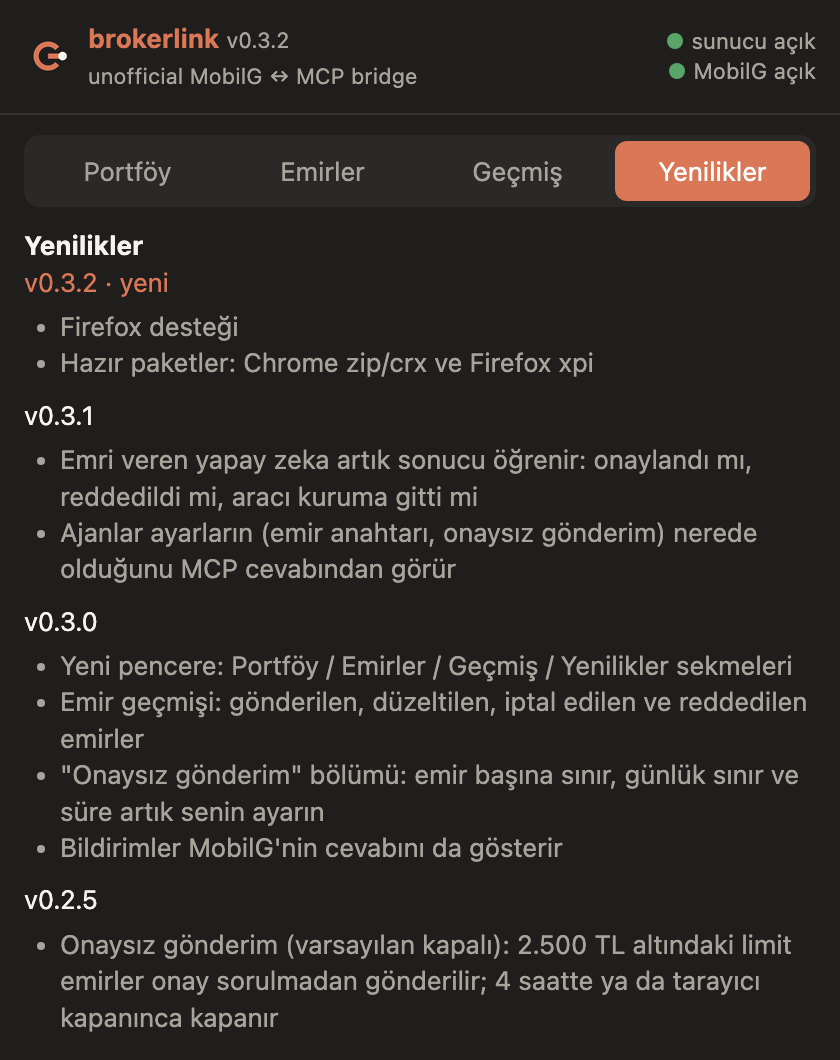 brokerlink v0.3.2
unofficial MobilG ↔ MCP bridge
sunucu açık
MobilG açık
Portföy
Emirler
Geçmiş
Yenilikler
Yenilikler
v0.3.2 · yeni
• Firefox desteği
• Hazır paketler: Chrome zip/crx ve Firefox xpi
v0.3.1
• Emri veren yapay zeka artık sonucu öğrenir: onaylandı mı,
reddedildi mi, aracı kuruma gitti mi
• Ajanlar ayarların (emir anahtarı, onaysız gönderim) nerede
olduğunu MCP cevabından görür
v0.3.0
• Yeni pencere: Portföy / Emirler / Geçmiş / Yenilikler sekmeleri
• Emir geçmişi: gönderilen, düzeltilen, iptal edilen ve reddedilen
emirler
• "Onaysız gönderim" bölümü: emir başına sınır, günlük sınır ve
süre artık senin ayarın
• Bildirimler MobilG'nin cevabını da gösterir
v0.2.5
• Onaysız gönderim (varsayılan kapalı): 2.500 TL altındaki limit
emirler onay sorulmadan gönderilir; 4 saatte ya da tarayıcı
kapanınca kapanır